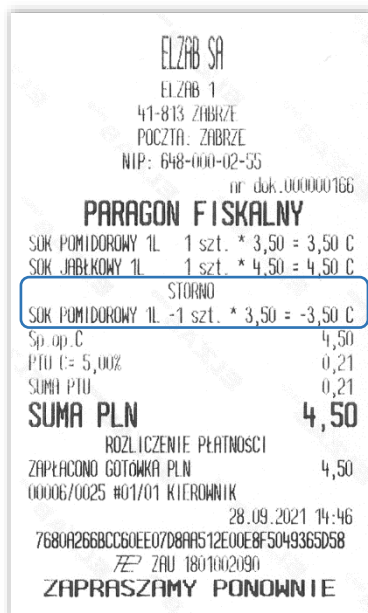 ELZAB SA
ELZAB 1
41-813 ZABRZE
POCZTA: ZABRZE
NIP: 648-000-02-55
nr dok.000000166
PARAGON FISKALNY
SOK POMIDOROWY 1L 1 szt. * 3,50 = 3,50 C
SOK JABŁKOWY 1L 1 szt. * 4,50 = 4,50 C
STORNO
SOK POMIDOROWY 1L -1 szt. * 3,50 = -3,50 C
Sp.op.C 4,50
PTU C= 5,00% 0,21
SUMA PTU 0,21
SUMA PLN 4,50
ROZLICZENIE PŁATNOŚCI
ZAPŁACONO GOTÓWKA PLN 4,50
00006/0025 #01/01 KIEROWNIK
28.09.2021 14:46
7680A266BCC60EE07D8AA512E00E8F5049365D58
ZAU 1801002090
ZAPRASZAMY PONOWNIE